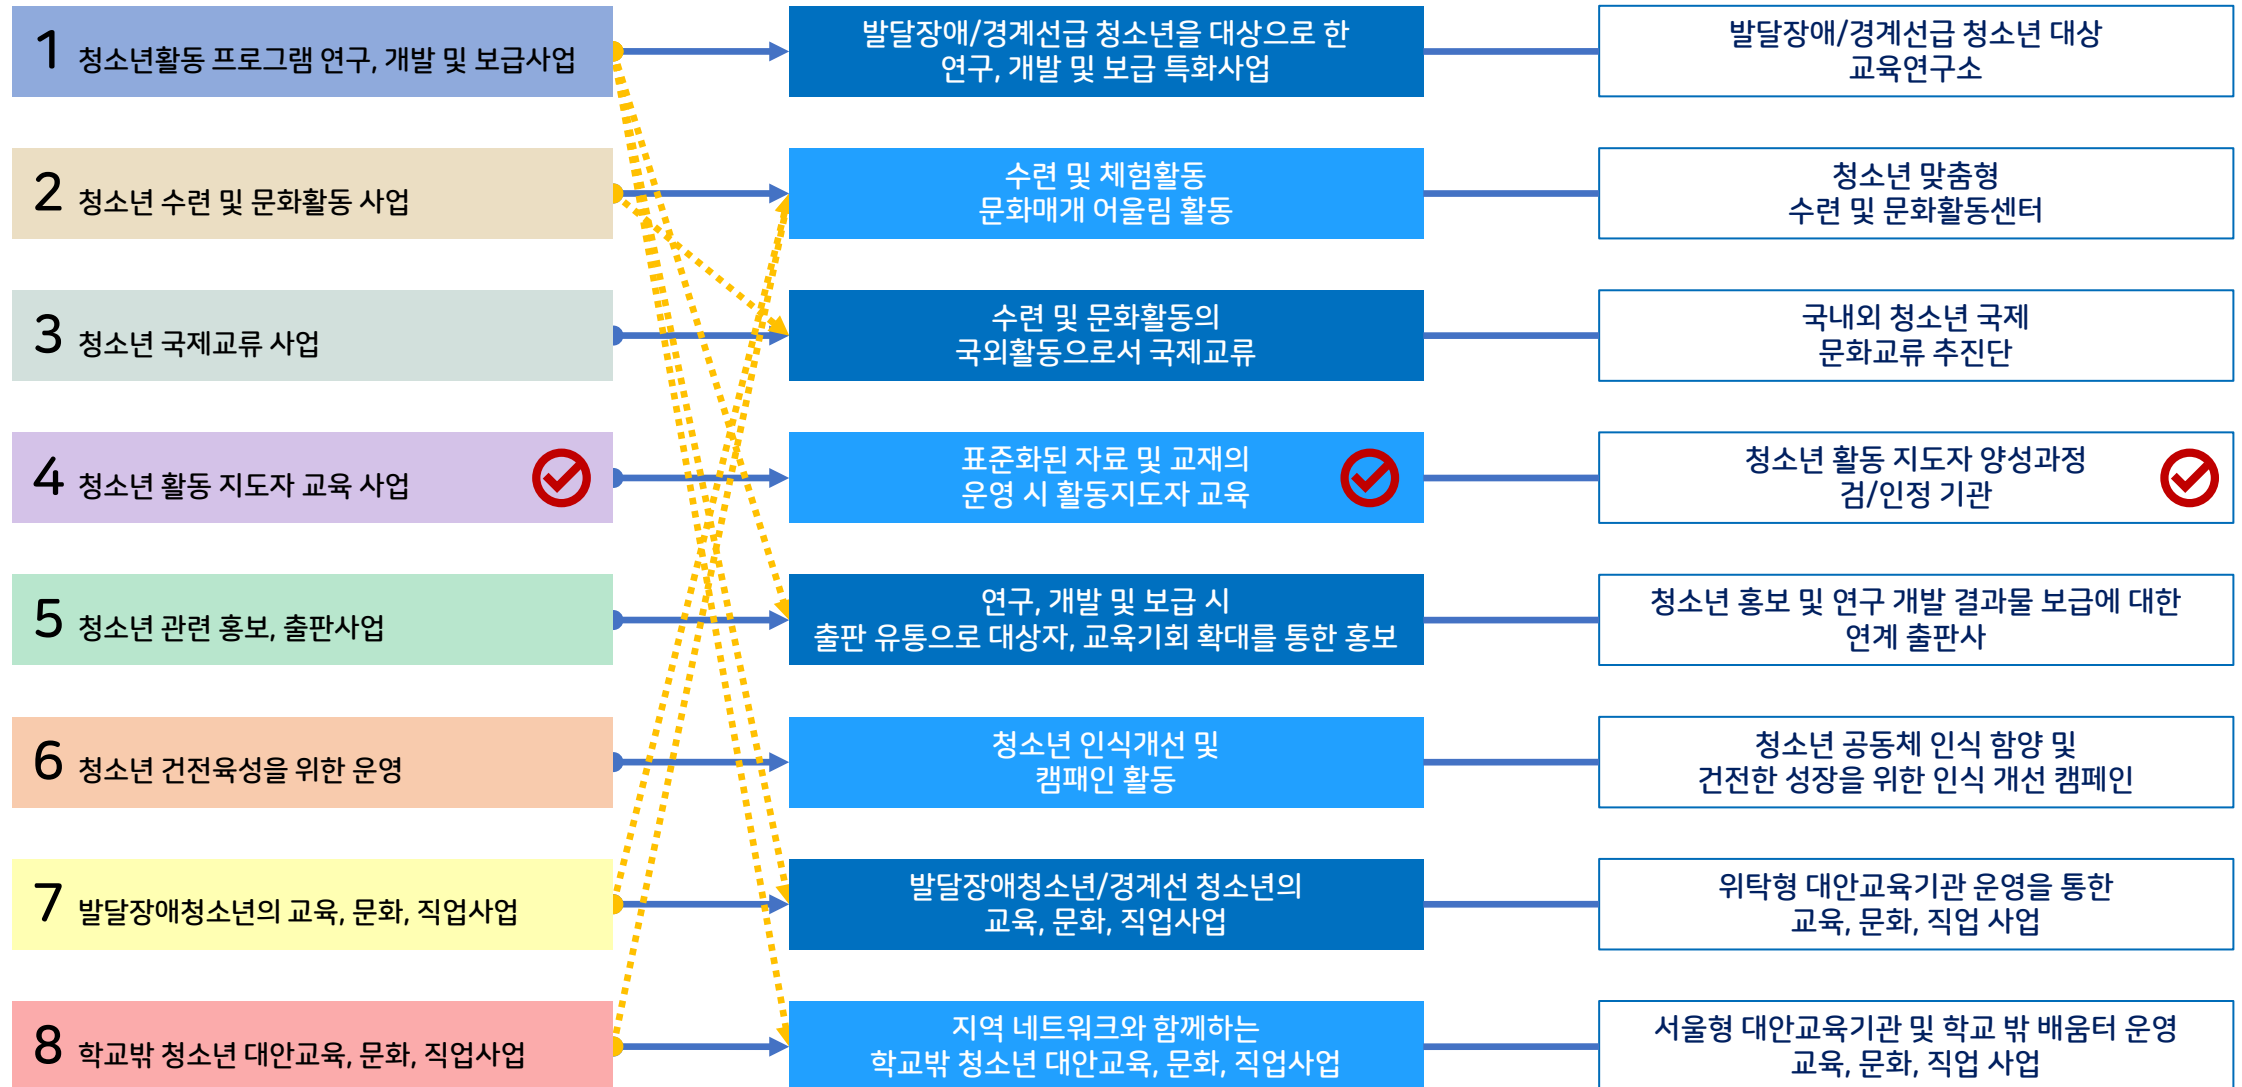 1 청소년활동 프로그램 연구, 개발 및 보급사업
발달장애/경계선급 청소년을 대상으로 한
연구, 개발 및 보급 특화사업
발달장애/경계선급 청소년 대상
교육연구소
2 청소년 수련 및 문화활동 사업
수련 및 체험활동
문화매개 어울림 활동
청소년 맞춤형
수련 및 문화활동센터
3 청소년 국제교류 사업
수련 및 문화활동의
국외활동으로서 국제교류
국내외 청소년 국제
문화교류 추진단
4 청소년 활동 지도자 교육 사업
표준화된 자료 및 교재의
운영 시 활동지도자 교육
청소년 활동 지도자 양성과정
검/인정 기관
5 청소년 관련 홍보, 출판사업
연구, 개발 및 보급 시
출판 유통으로 대상자, 교육기회 확대를 통한 홍보
청소년 홍보 및 연구 개발 결과물 보급에 대한
연계 출판사
6 청소년 건전육성을 위한 운영
청소년 인식개선 및
캠패인 활동
청소년 공동체 인식 함양 및
건전한 성장을 위한 인식 개선 캠페인
7 발달장애청소년의 교육, 문화, 직업사업
발달장애청소년/경계선 청소년의
교육, 문화, 직업사업
위탁형 대안교육기관 운영을 통한
교육, 문화, 직업 사업
8 학교밖 청소년 대안교육, 문화, 직업사업
지역 네트워크와 함께하는
학교밖 청소년 대안교육, 문화, 직업사업
서울형 대안교육기관 및 학교 밖 배움터 운영
교육, 문화, 직업 사업